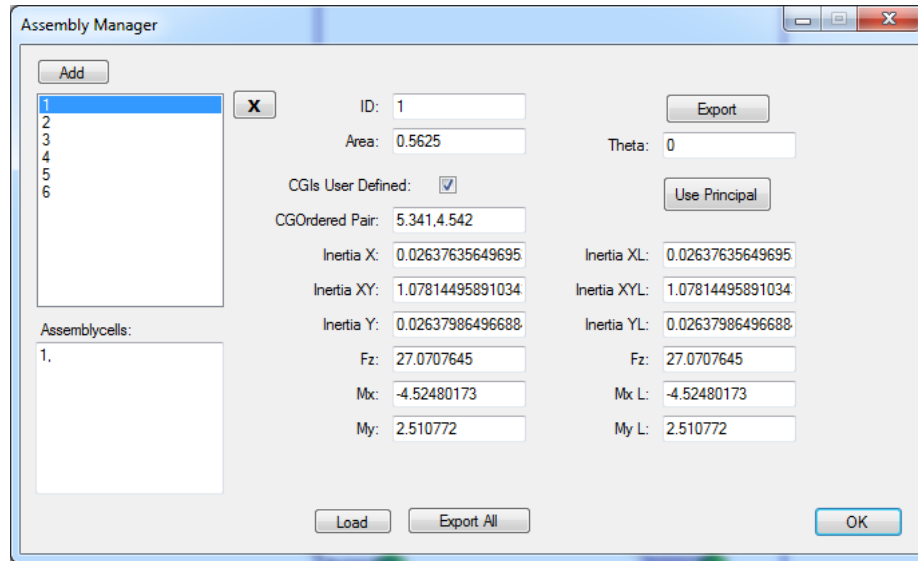 Assembly Manager
Add
1
2
3
4
5
6
X
ID: 1
Export
Area: 0.5625
Theta: 0
CGIs User Defined:
Use Principal
CGOrdered Pair: 5.341,4.542
Inertia X: 0.02637635649695
Inertia XL: 0.02637635649695
Inertia XY: 1.07814495891034
Inertia XYL: 1.07814495891034
Assemblycells:
Inertia Y: 0.02637986496688
Inertia YL: 0.02637986496688
1,
Fz: 27.0707645
Fz: 27.0707645
Mx: -4.52480173
Mx L: -4.52480173
My: 2.510772
My L: 2.510772
Load
Export All
OK